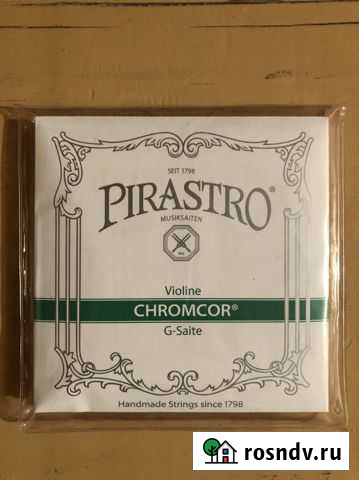 SEIT 1798
PIRASTRO®
MUSIKSAITEN
Violine
CHROMCOR®
G-Saite
Handmade Strings since 1798
rosndv.ru